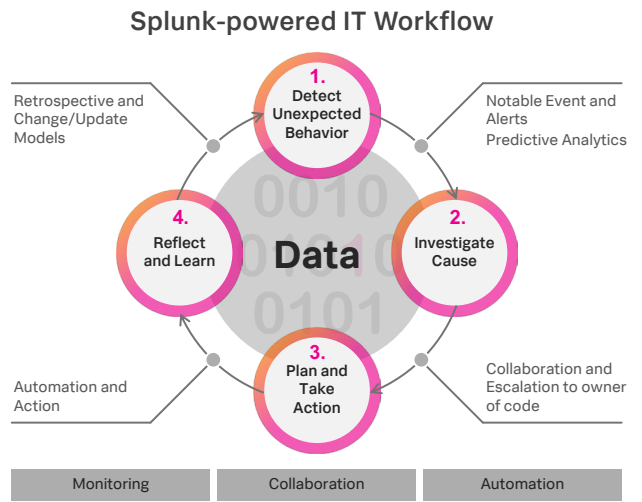 Splunk-powered IT Workflow
1.
Detect
Unexpected
Behavior
Retrospective and
Change/Update
Models
Notable Event and
Alerts
Predictive Analytics
0010
01010
0101
Data
4.
Reflect
and Learn
2.
Investigate
Cause
3.
Plan and
Take
Action
Automation and
Action
Collaboration and
Escalation to owner
of code
Monitoring
Collaboration
Automation